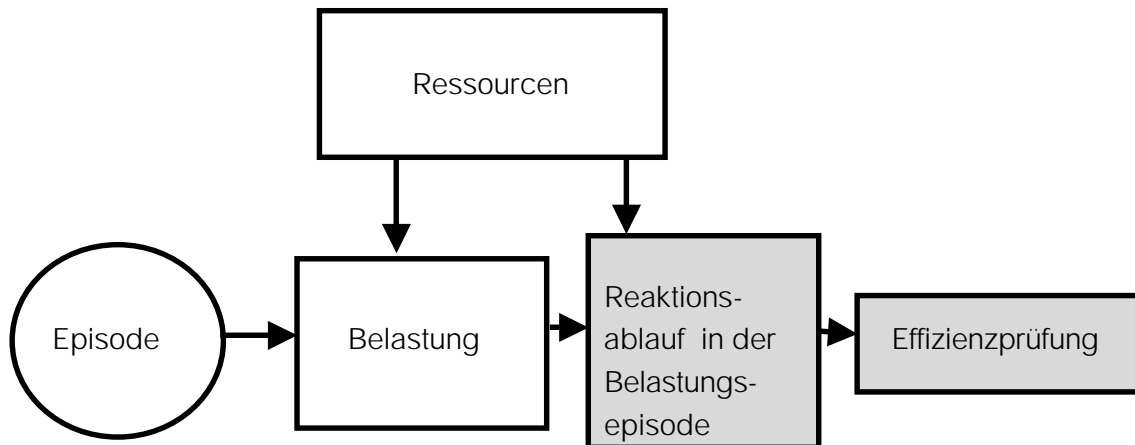 Ressourcen
Episode
Belastung
Reaktions-
ablauf in der
Belastungs-
episode
Effizienzprüfung